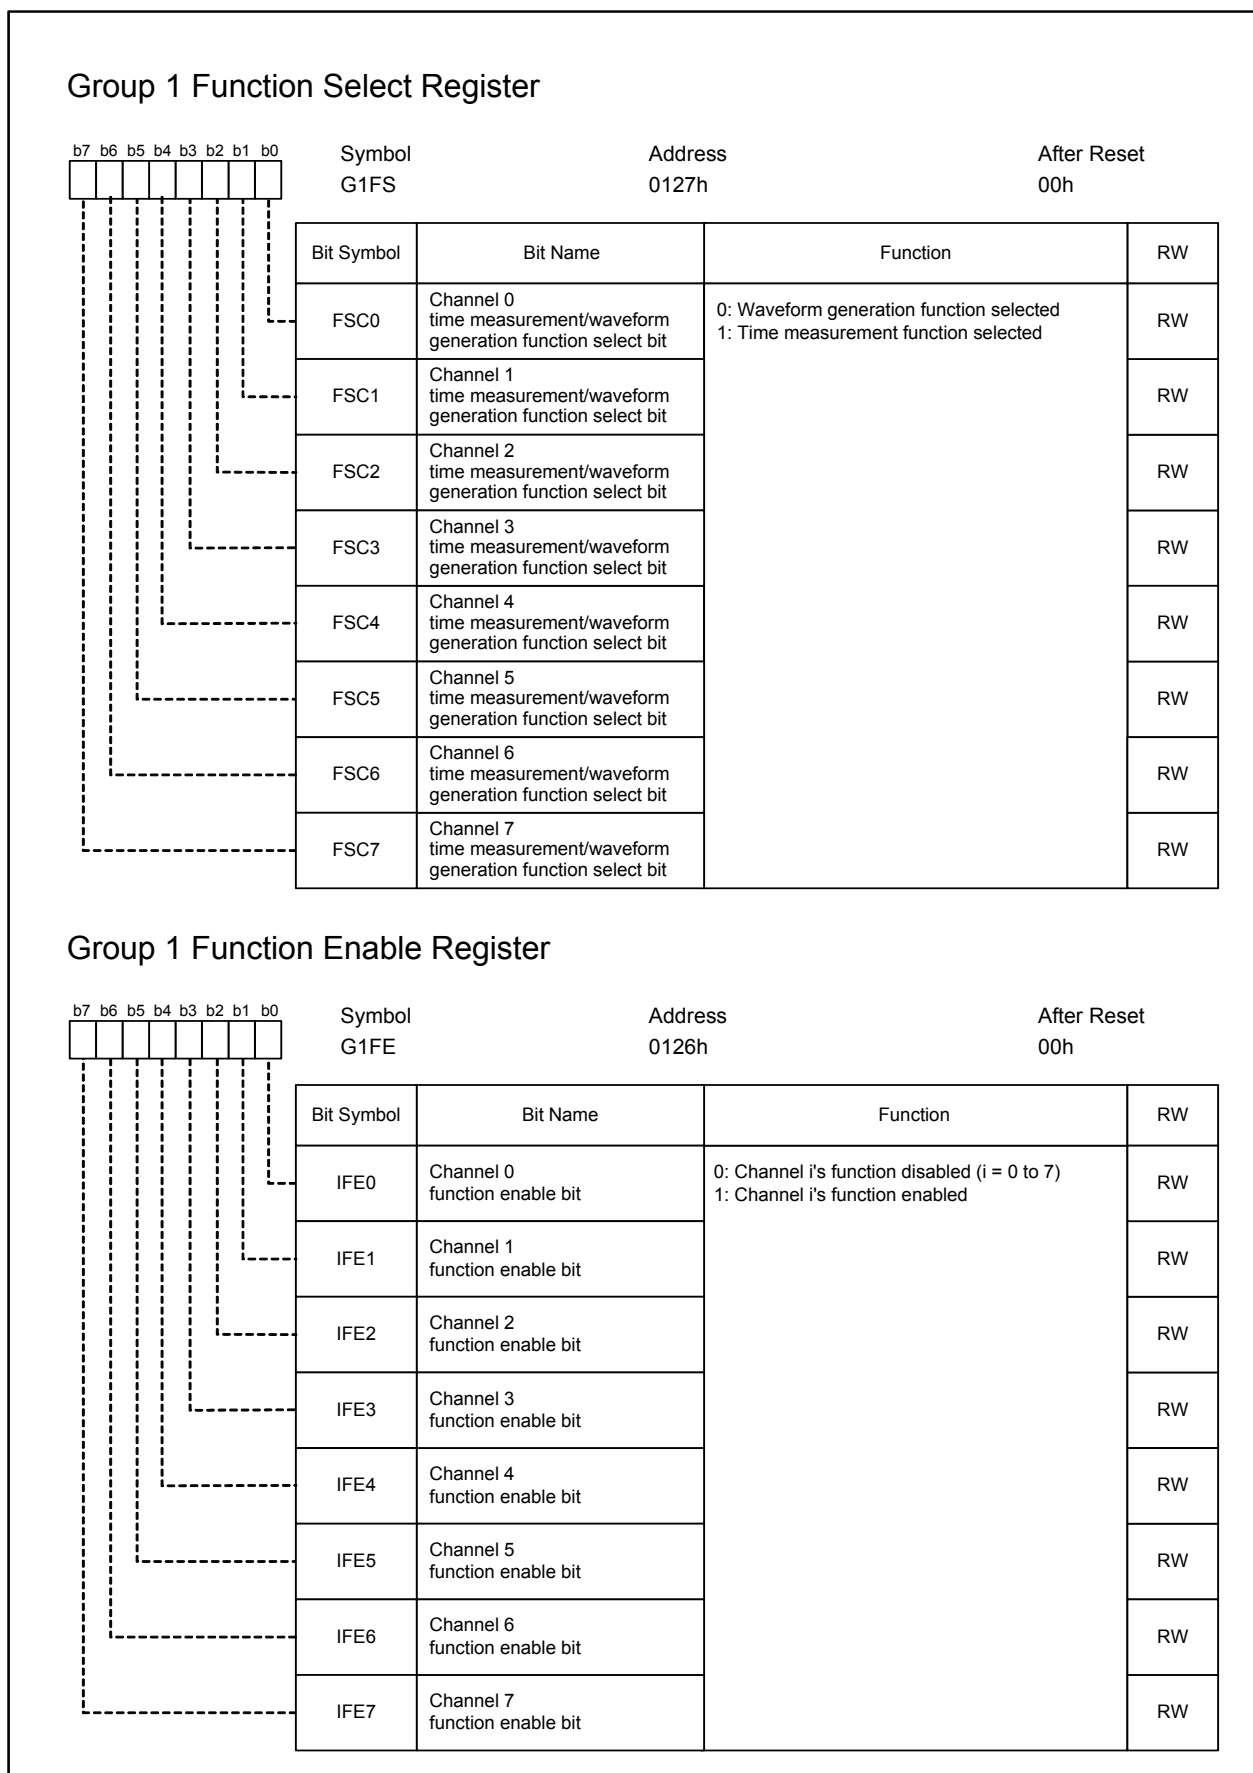 Group 1 Function Select Register
b7 b6 b5 b4 b3 b2 b1 b0
Symbol Address After Reset
G1FS 0127h 00h
Bit Symbol Bit Name Function RW
FSC0 Channel 0 time measurement/waveform generation function select bit 0: Waveform generation function selected RW
1: Time measurement function selected
FSC1 Channel 1 time measurement/waveform generation function select bit RW
FSC2 Channel 2 time measurement/waveform generation function select bit RW
FSC3 Channel 3 time measurement/waveform generation function select bit RW
FSC4 Channel 4 time measurement/waveform generation function select bit RW
FSC5 Channel 5 time measurement/waveform generation function select bit RW
FSC6 Channel 6 time measurement/waveform generation function select bit RW
FSC7 Channel 7 time measurement/waveform generation function select bit RW
Group 1 Function Enable Register
b7 b6 b5 b4 b3 b2 b1 b0
Symbol Address After Reset
G1FE 0126h 00h
Bit Symbol Bit Name Function RW
IFE0 Channel 0 function enable bit 0: Channel i's function disabled (i = 0 to 7) RW
1: Channel i's function enabled
IFE1 Channel 1 function enable bit RW
IFE2 Channel 2 function enable bit RW
IFE3 Channel 3 function enable bit RW
IFE4 Channel 4 function enable bit RW
IFE5 Channel 5 function enable bit RW
IFE6 Channel 6 function enable bit RW
IFE7 Channel 7 function enable bit RW